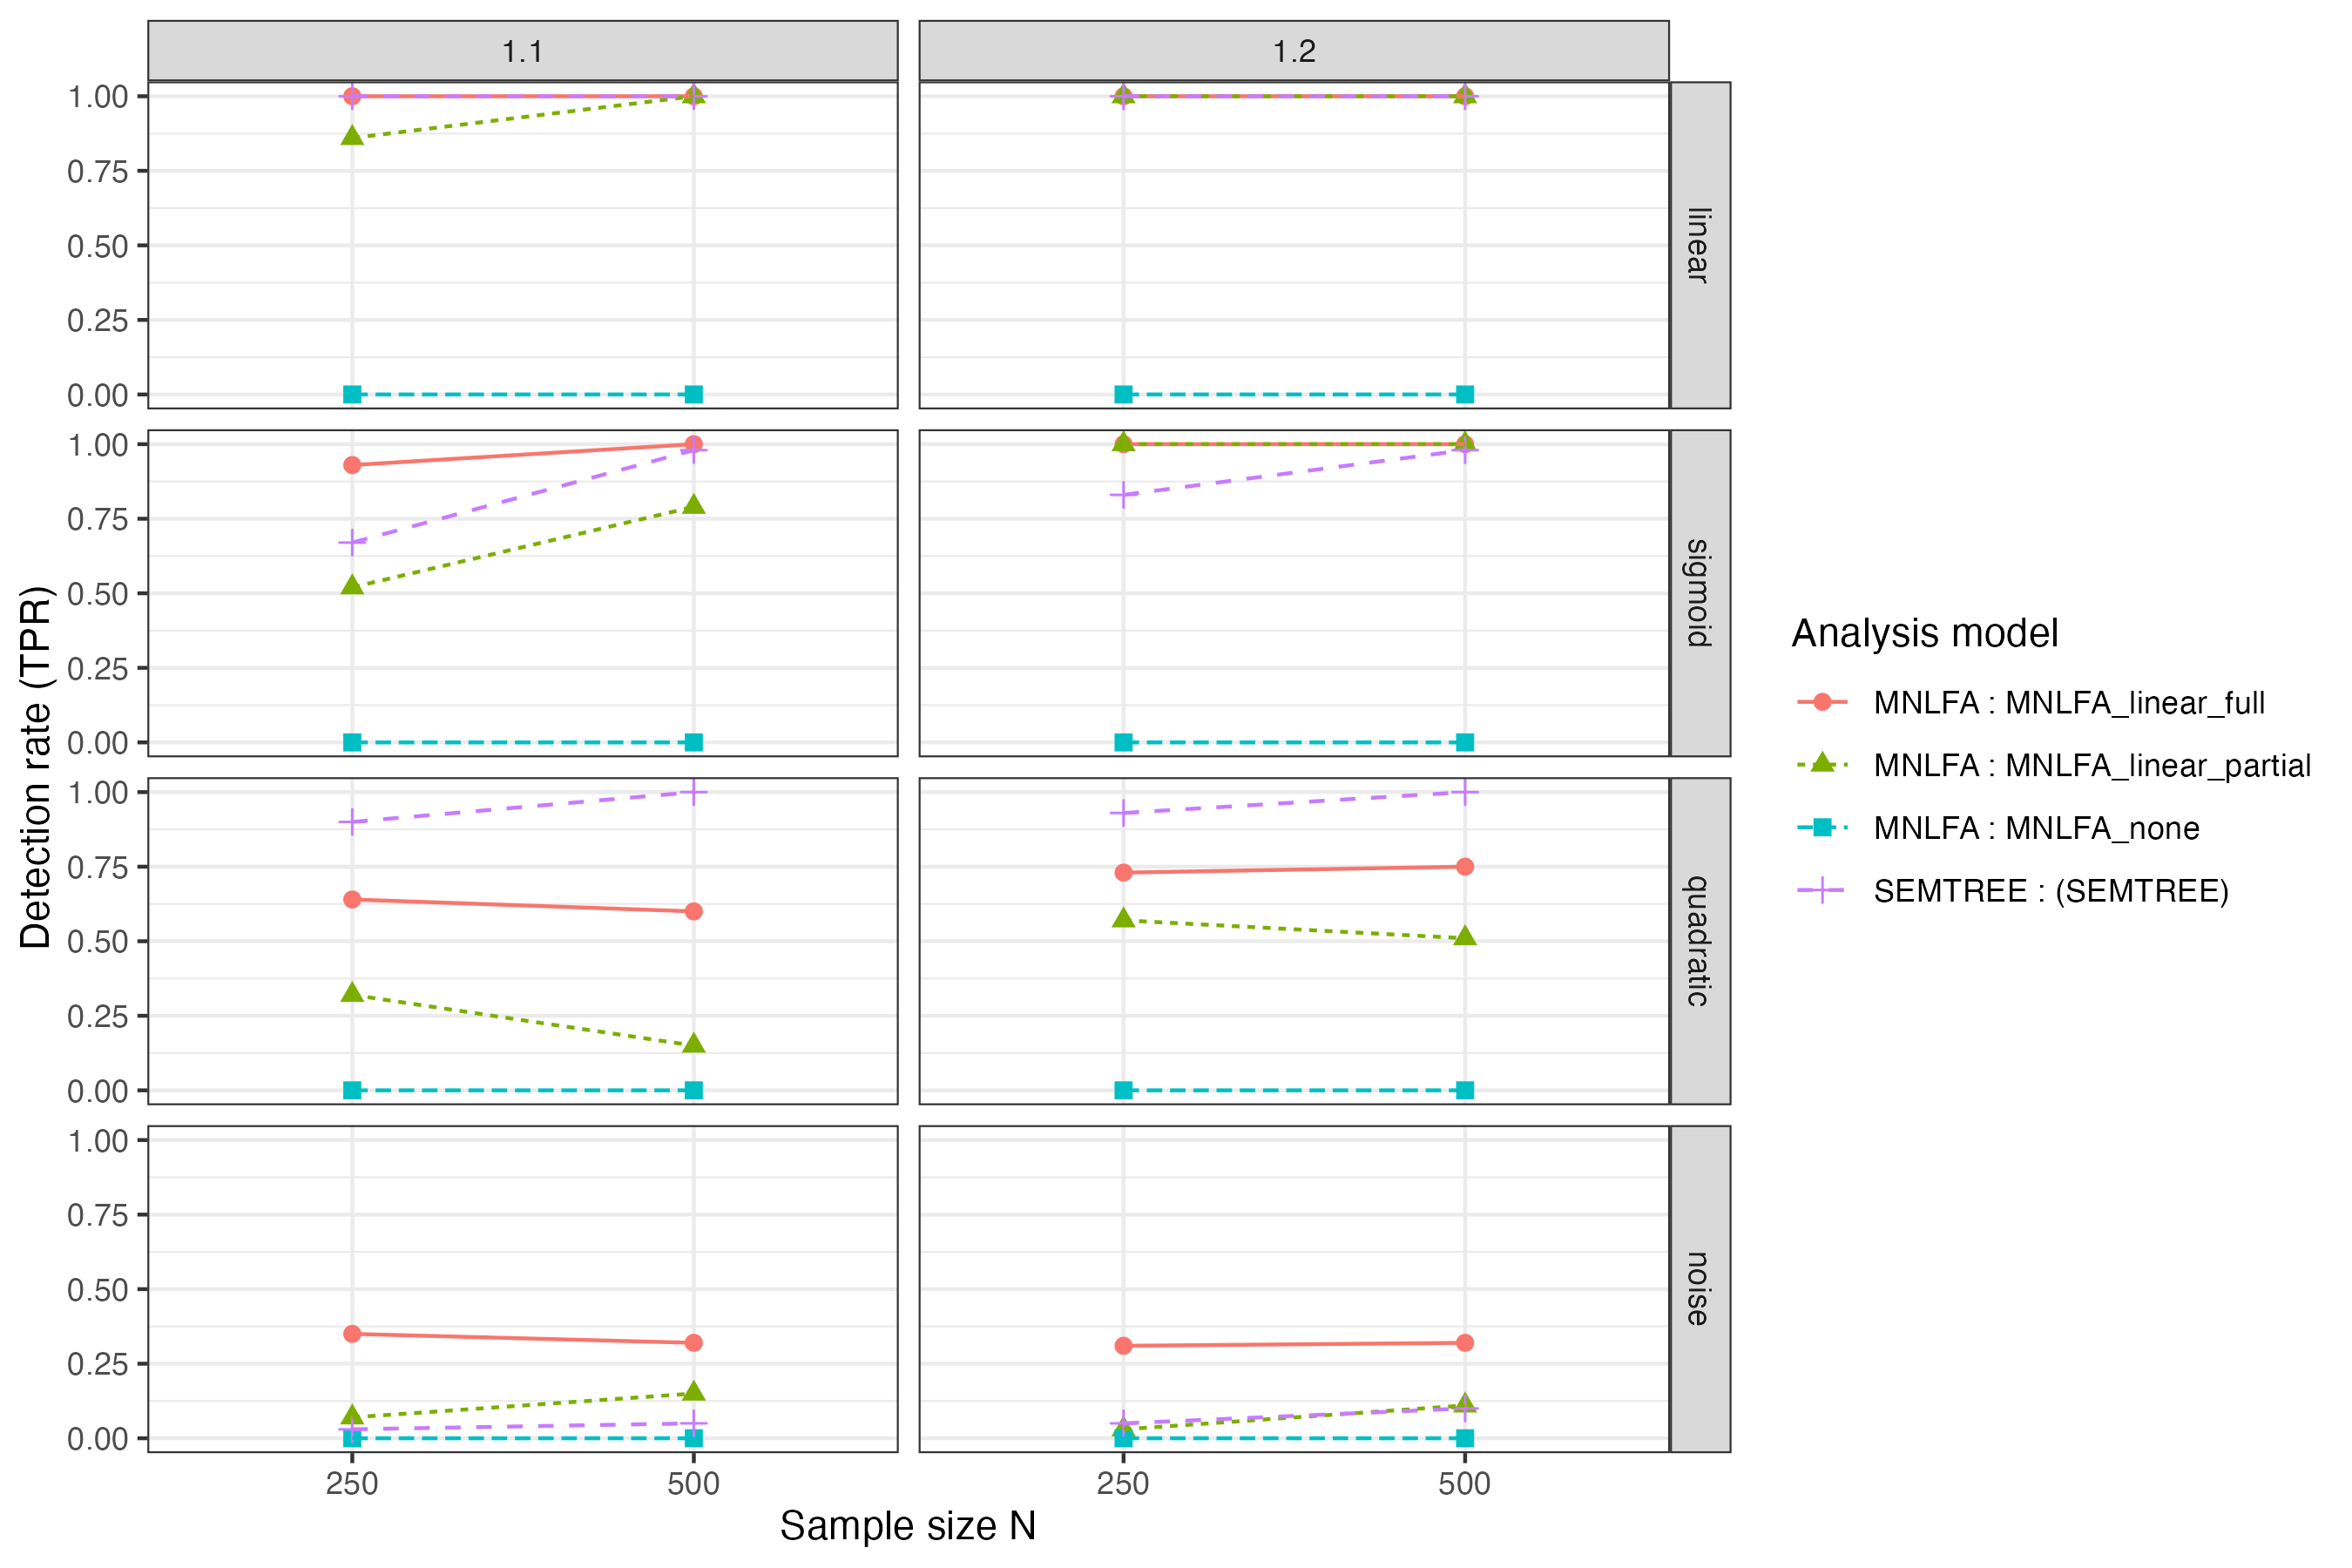 1.1
1.2
1.00
0.75
0.50
0.25
0.00
linear
1.00
0.75
0.50
0.25
0.00
sigmoid
1.00
0.75
0.50
0.25
0.00
quadratic
1.00
0.75
0.50
0.25
0.00
noise
250
500
250
500
Sample size N
Detection rate (TPR)
Analysis model
MNLFA : MNLFA_linear_full
MNLFA : MNLFA_linear_partial
MNLFA : MNLFA_none
SEMTREE : (SEMTREE)